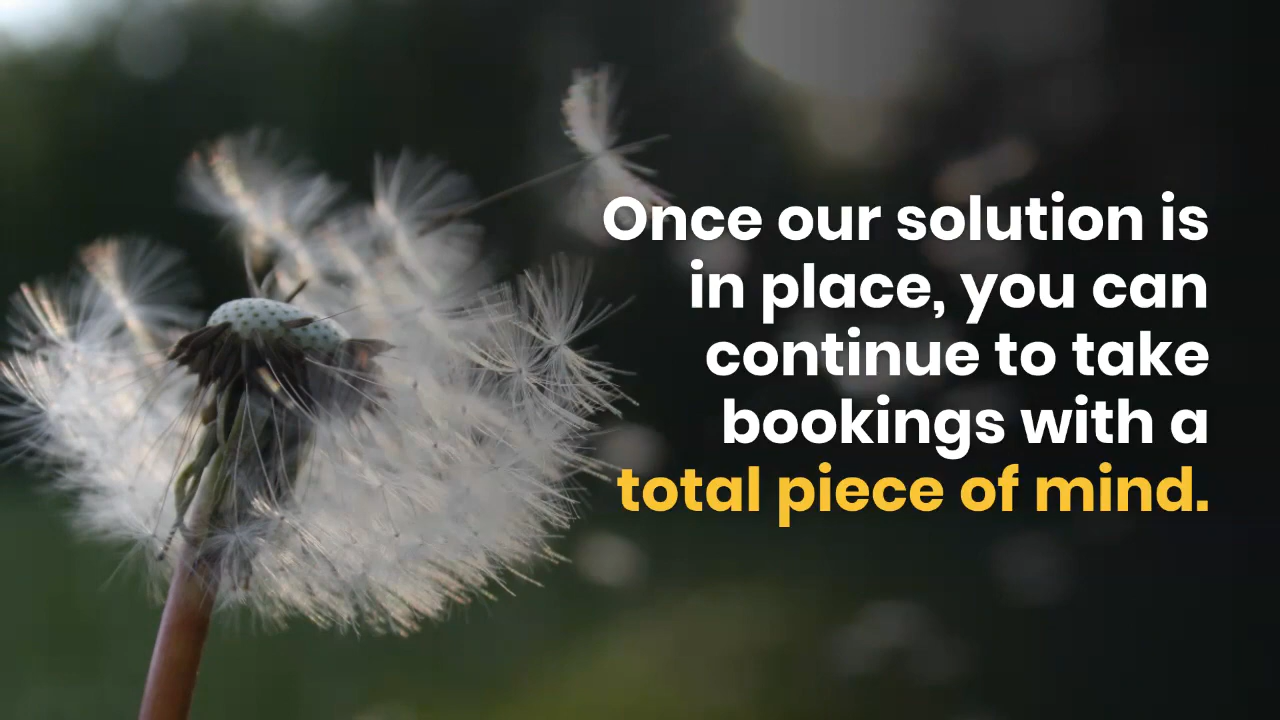 Once our solution is
in place, you can
continue to take
bookings with a
total piece of mind.